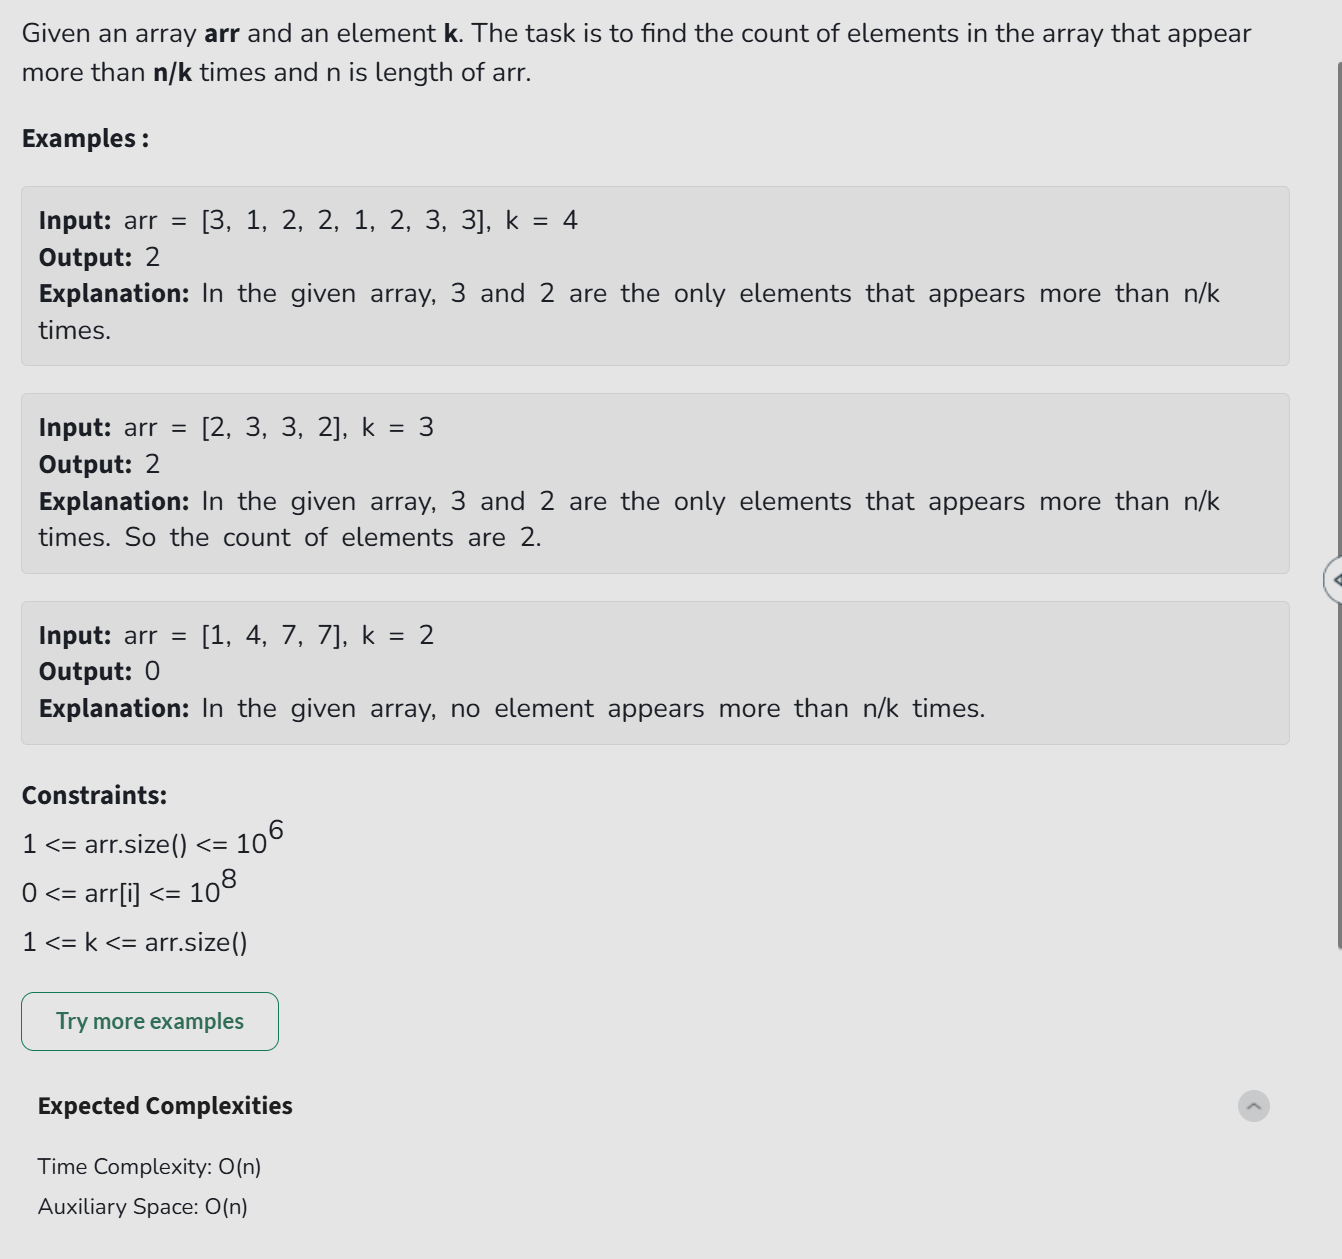 Given an array arr and an element k. The task is to find the count of elements in the array that appear
more than n/k times and n is length of arr.
Examples :
Input: arr = [3, 1, 2, 2, 1, 2, 3, 3], k = 4
Output: 2
Explanation: In the given array, 3 and 2 are the only elements that appears more than n/k
times.
Input: arr = [2, 3, 3, 2], k = 3
Output: 2
Explanation: In the given array, 3 and 2 are the only elements that appears more than n/k
times. So the count of elements are 2.
Input: arr = [1, 4, 7, 7], k = 2
Output: 0
Explanation: In the given array, no element appears more than n/k times.
Constraints:
1 <= arr.size() <= 10^6
0 <= arr[i] <= 10^8
1 <= k <= arr.size()
Try more examples
Expected Complexities
Time Complexity: O(n)
Auxiliary Space: O(n)